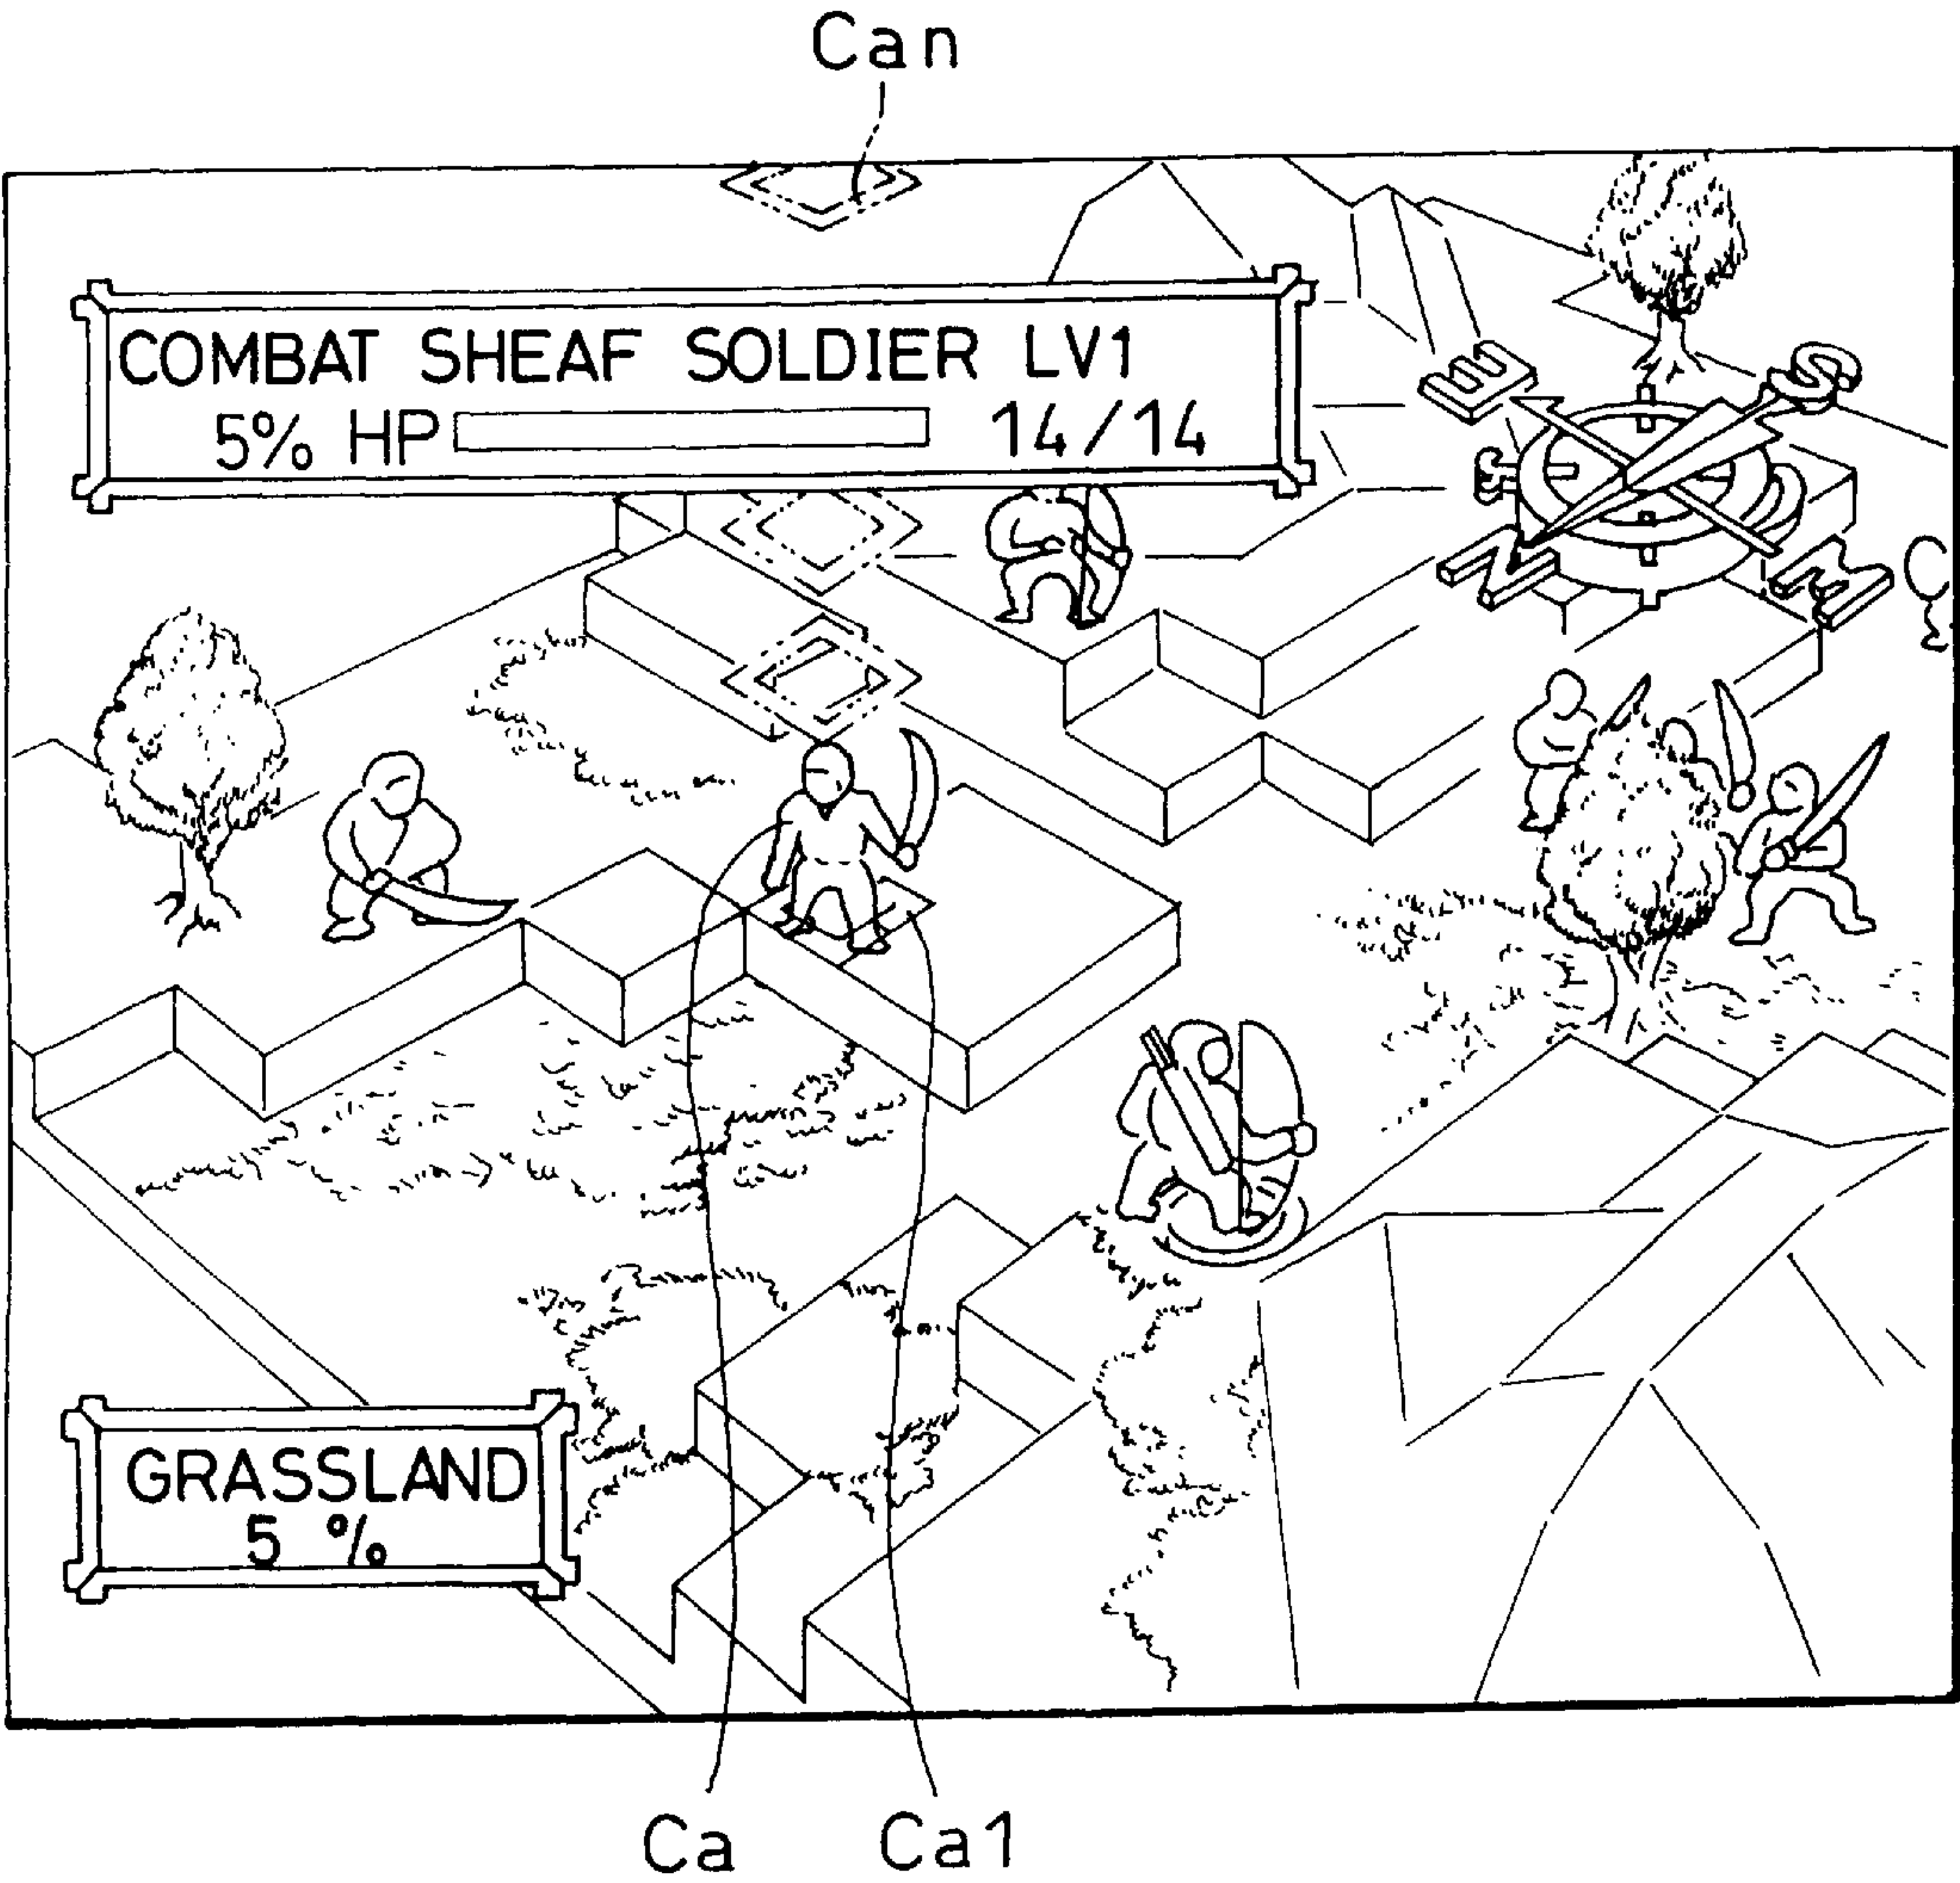 Can
COMBAT SHEAF SOLDIER LV1
5% HP 14/14
E
S
N
W
C
GRASSLAND
5 %
Ca
Ca1